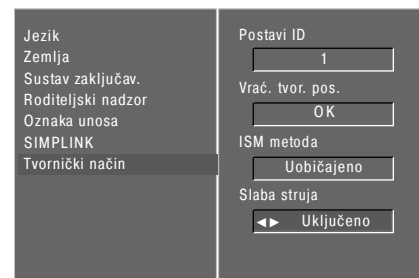 Jezik
Zemlja
Sustav zaključav.
Roditeljski nadzor
Oznaka unosa
SIMPLINK
Tvornički način
Postavi ID
1
Vrać. tvor. pos.
OK
ISM metoda
Uobičajeno
Slaba struja
◄► Uključeno